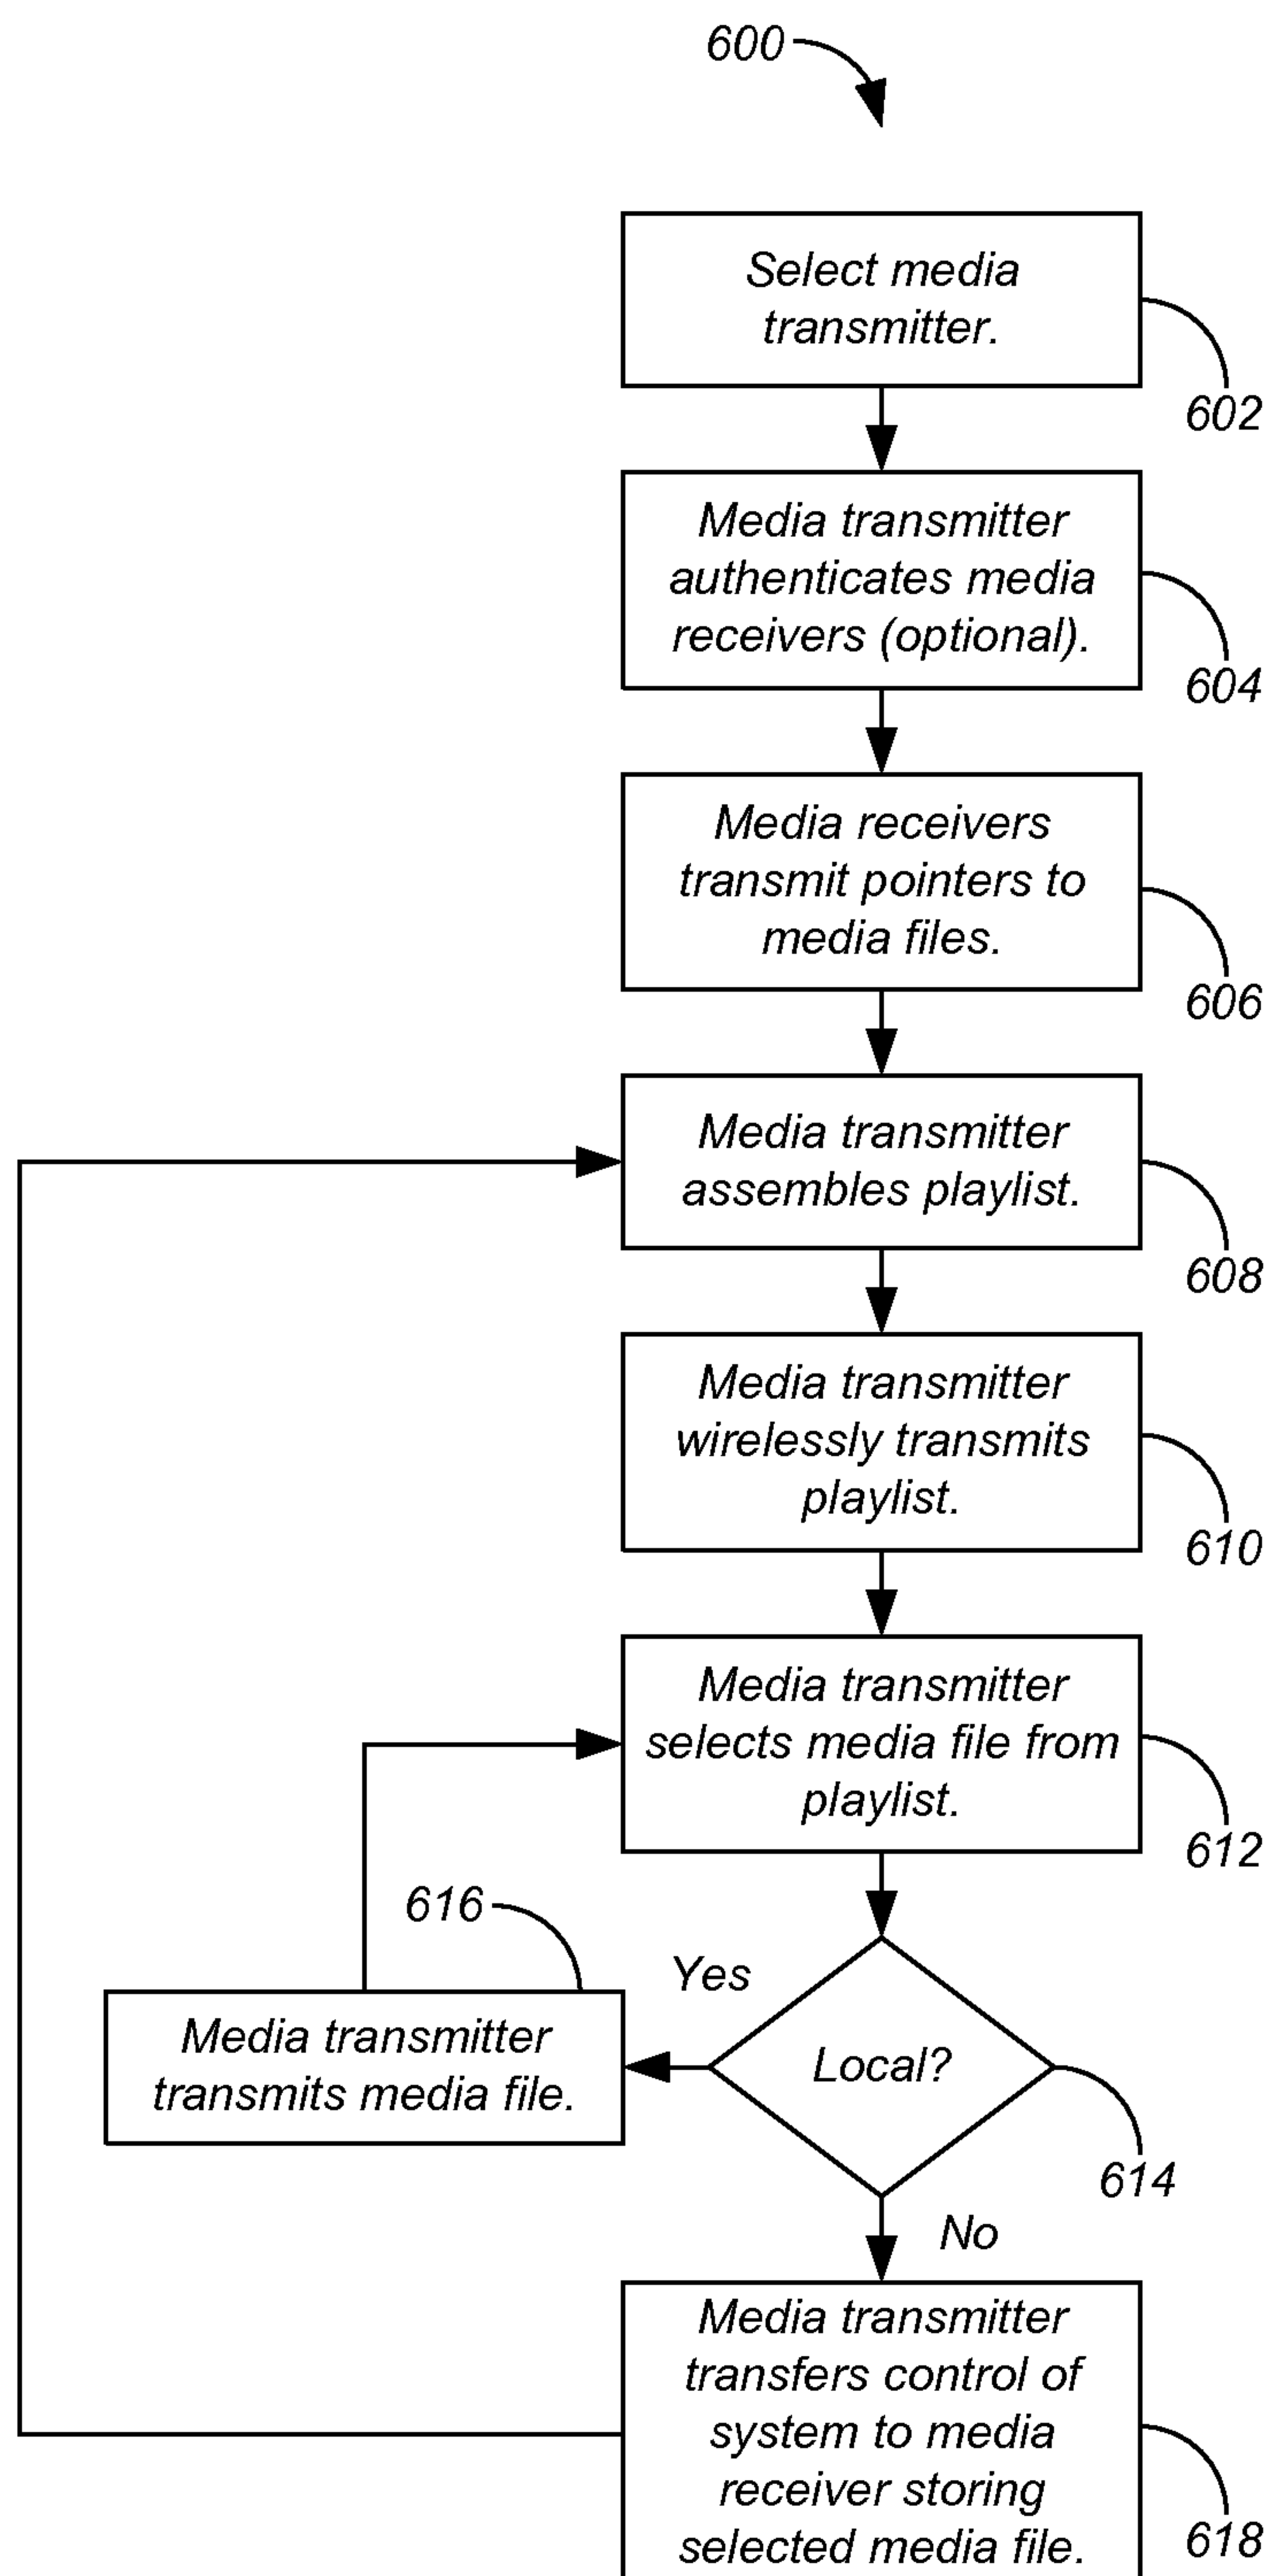 600
Select media
transmitter.
602
Media transmitter
authenticates media
receivers (optional).
604
Media receivers
transmit pointers to
media files.
606
Media transmitter
assembles playlist.
608
Media transmitter
wirelessly transmits
playlist.
610
Media transmitter
selects media file from
playlist.
612
616
Yes
Media transmitter
transmits media file.
Local?
614
No
Media transmitter
transfers control of
system to media
receiver storing
selected media file.
618